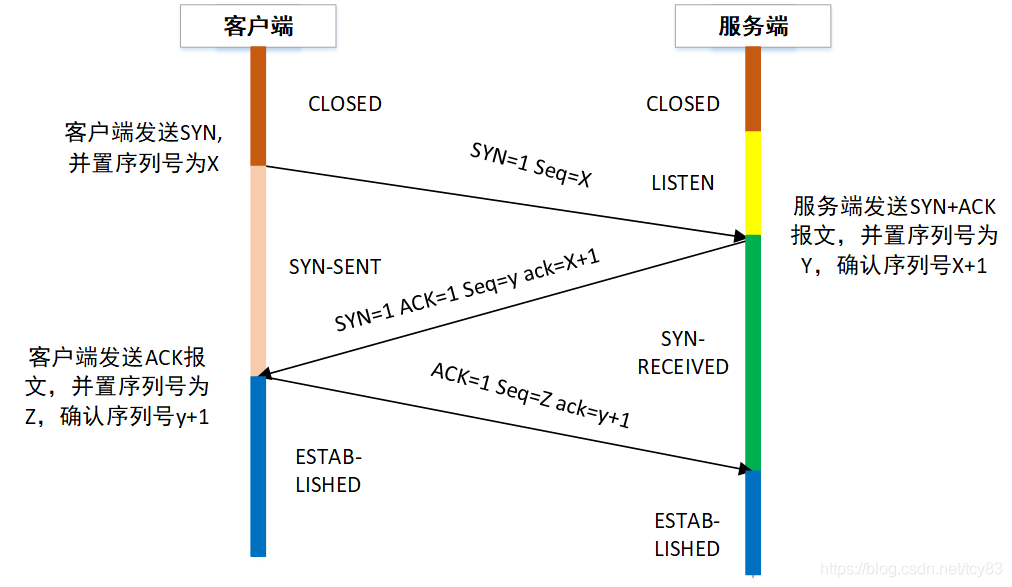 客户端
服务端
CLOSED
CLOSED
客户端发送SYN,
并置序列号为X
SYN=1 Seq=X
LISTEN
服务端发送SYN+ACK
报文，并置序列号为
Y，确认序列号X+1
SYN-SENT
SYN=1 ACK=1 Seq=y ack=X+1
SYN-
RECEIVED
客户端发送ACK报
文，并置序列号为
Z，确认序列号y+1
ACK=1 Seq=Z ack=y+1
ESTAB-
LISHED
ESTAB-
LISHED
https://blog.csdn.net/tcy83